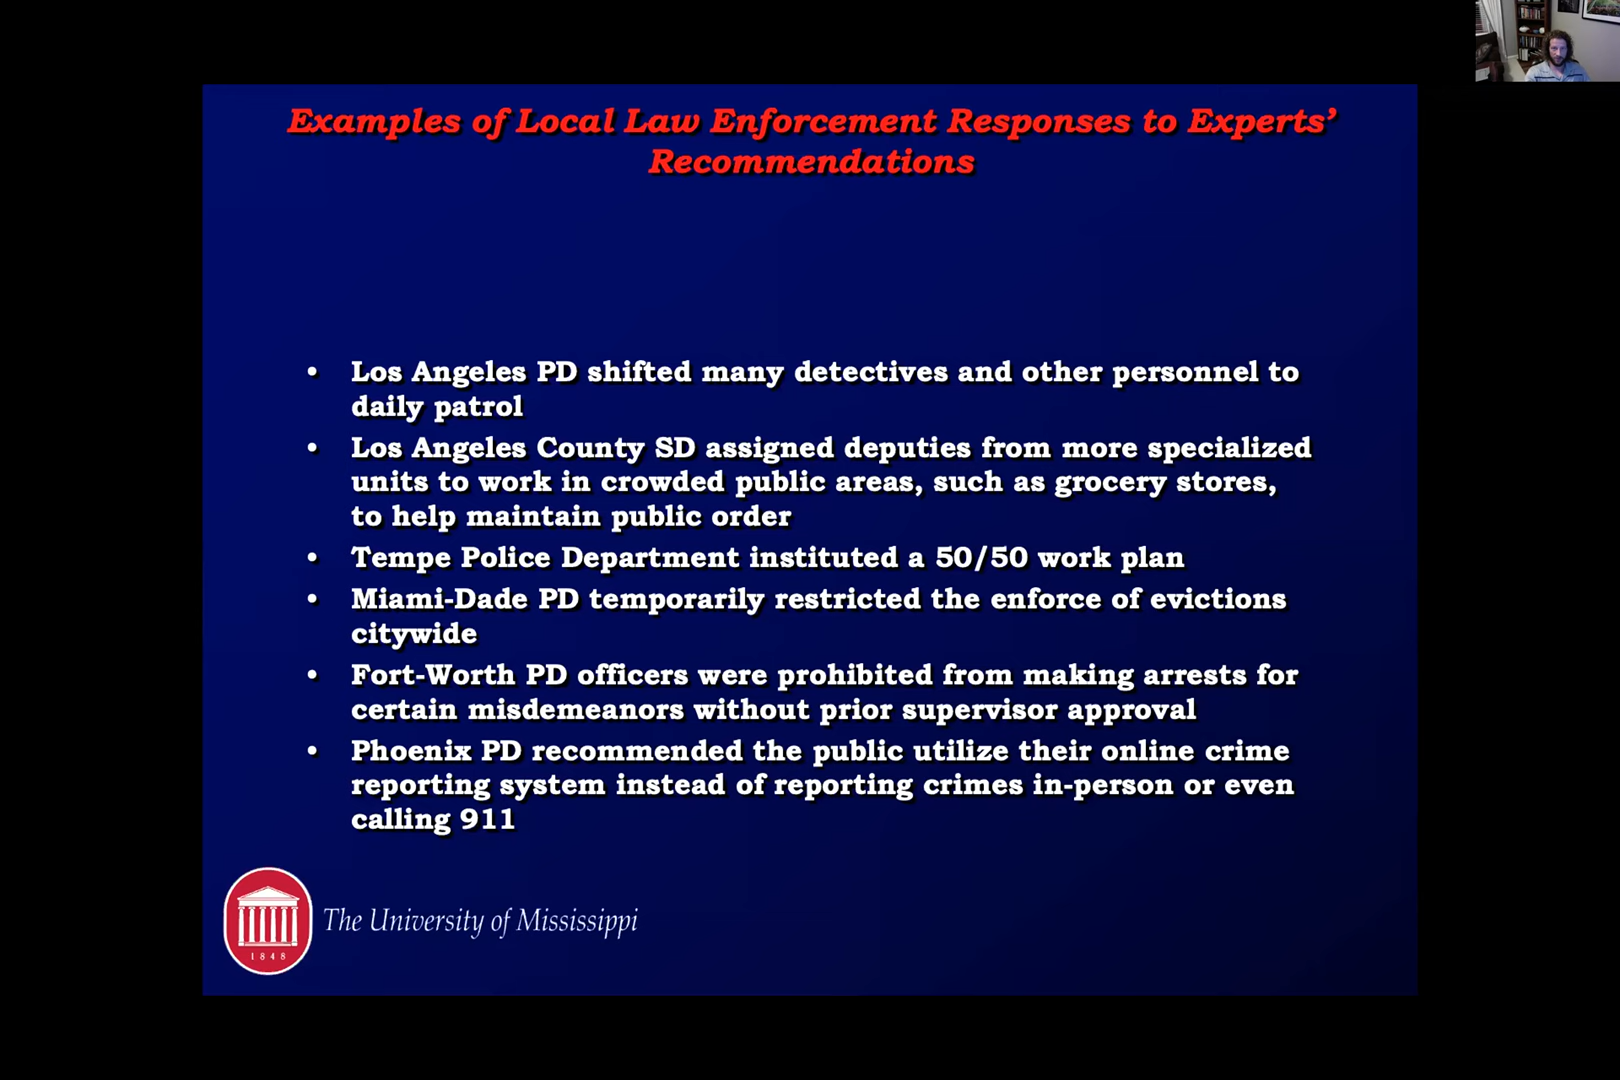 Examples of Local Law Enforcement Responses to Experts’
Recommendations
• Los Angeles PD shifted many detectives and other personnel to
daily patrol
• Los Angeles County SD assigned deputies from more specialized
units to work in crowded public areas, such as grocery stores,
to help maintain public order
• Tempe Police Department instituted a 50/50 work plan
• Miami-Dade PD temporarily restricted the enforce of evictions
citywide
• Fort-Worth PD officers were prohibited from making arrests for
certain misdemeanors without prior supervisor approval
• Phoenix PD recommended the public utilize their online crime
reporting system instead of reporting crimes in-person or even
calling 911
1848
The University of Mississippi